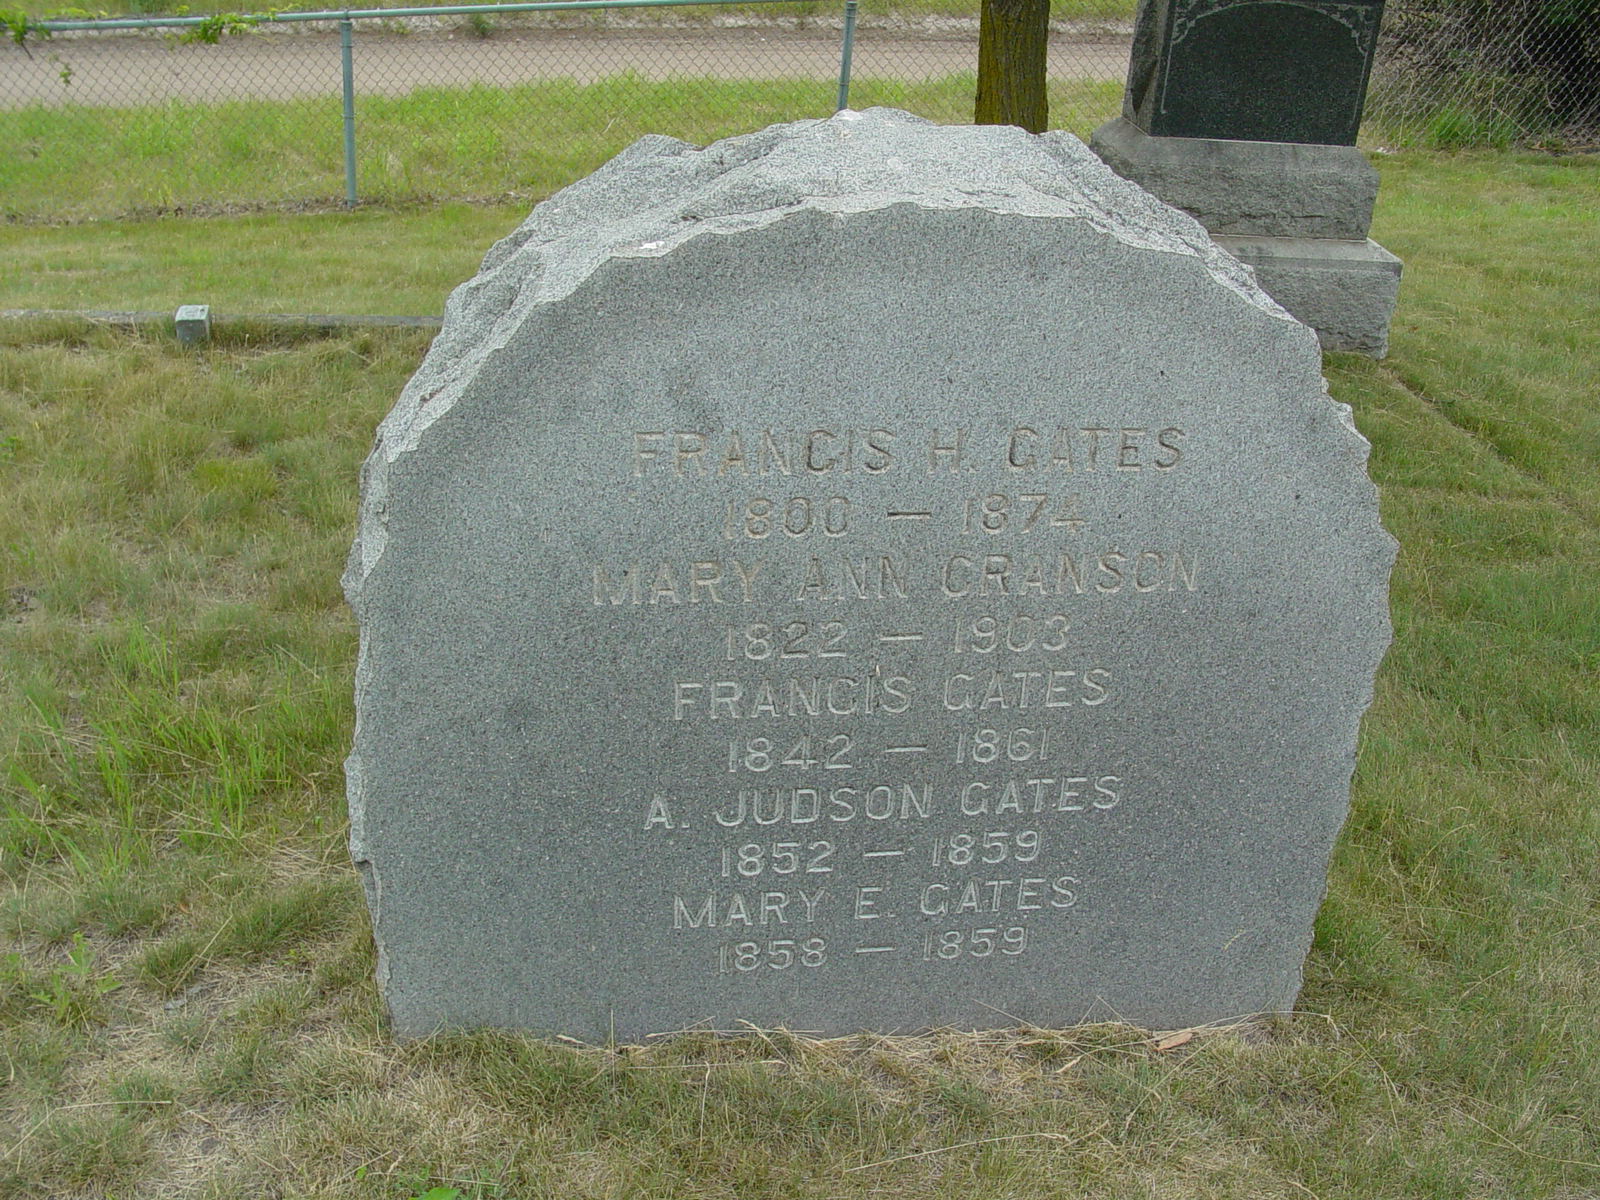 FRANCIS H. GATES
1800 — 1874
MARY ANN CRANSON
1822 — 1903
FRANCIS GATES
1842 — 1861
A. JUDSON GATES
1852 — 1859
MARY E. GATES
1858 — 1859